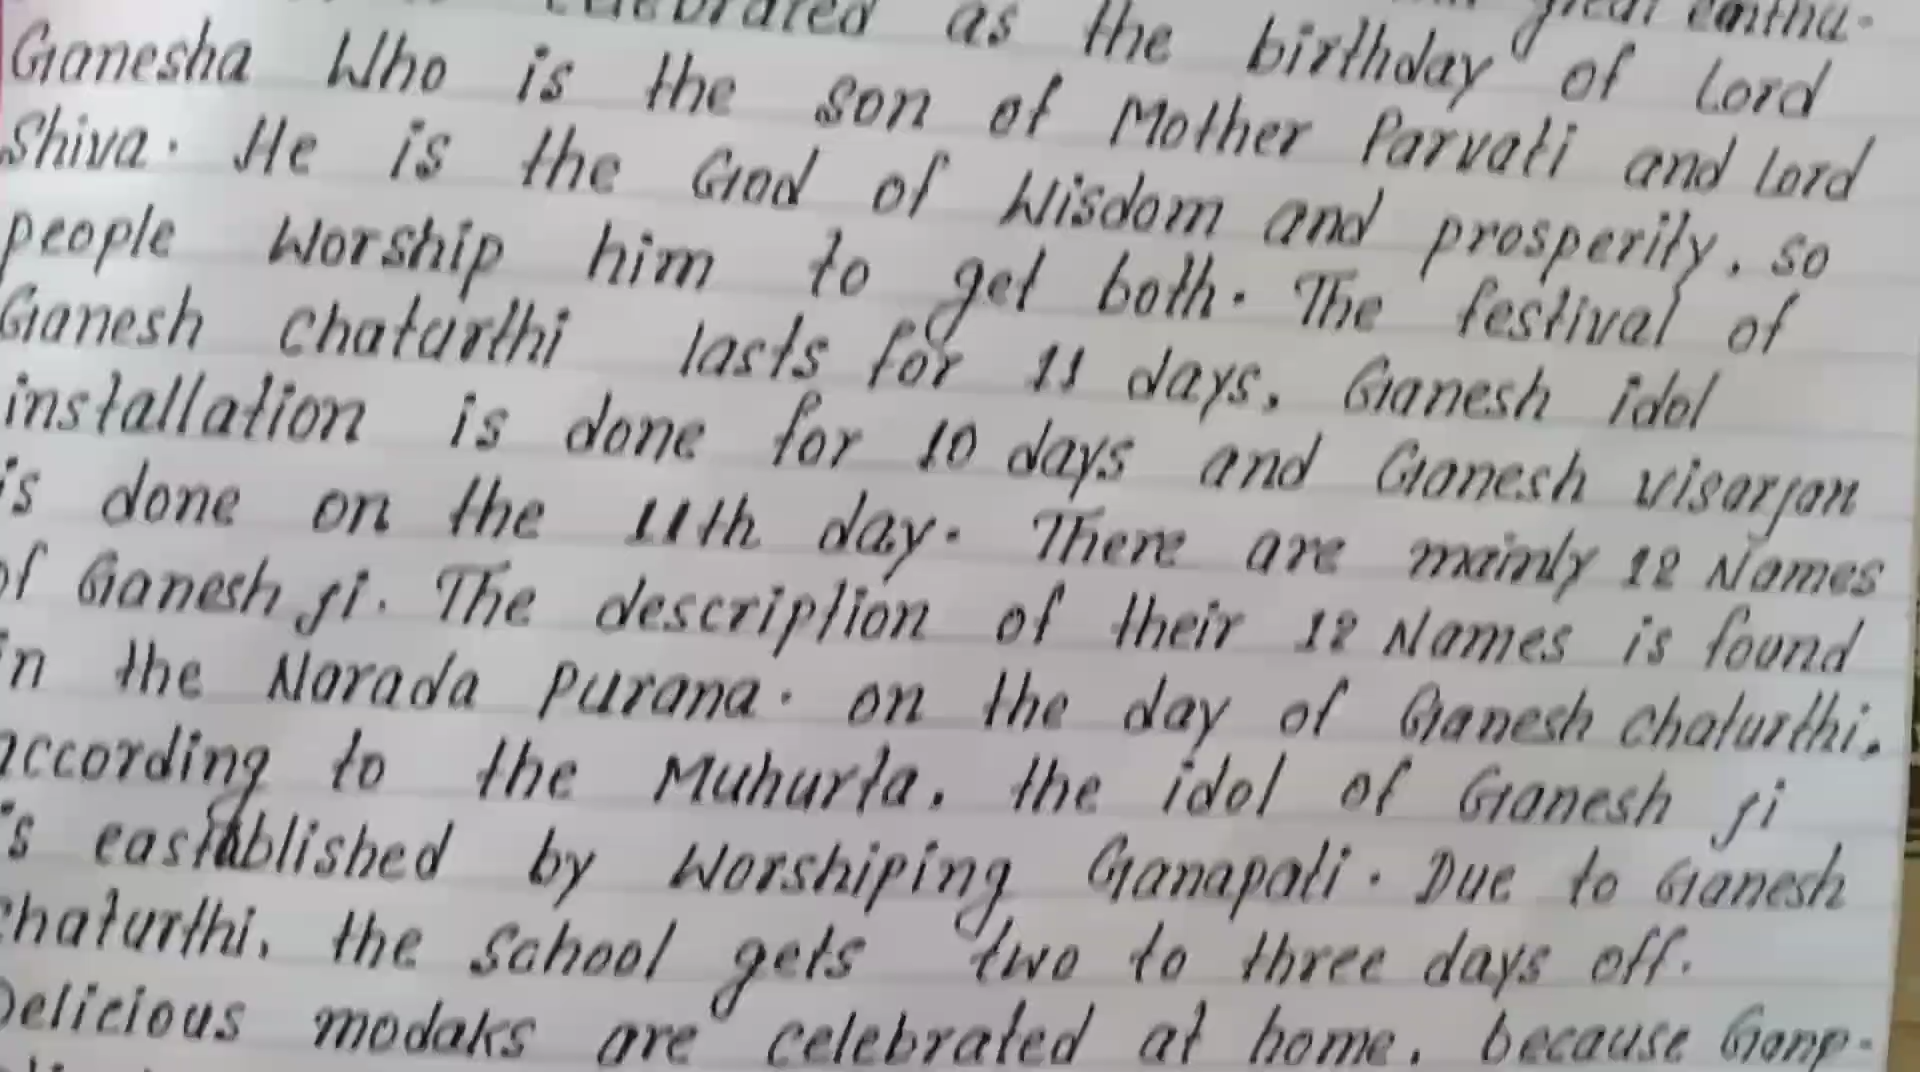 celebrated as the birthday of Lord
Ganesha Who is the son of Mother Parvati and Lord
Shiva. He is the God of Wisdom and prosperity, so
people Worship him to get both. The festival of
Ganesh Chaturthi lasts for 11 days, Ganesh idol
installation is done for 10 days and Ganesh visarjan
is done on the 11th day. There are mainly 12 Names
of Ganesh ji. The description of their 12 Names is found
in the Narada Purana. on the day of Ganesh Chaturthi,
according to the Muhurta, the idol of Ganesh ji
is eastablished by Worshiping Ganapati. Due to Ganesh
Chaturthi, the School gets two to three days off.
Delicious modaks are celebrated at home, because Ganp-